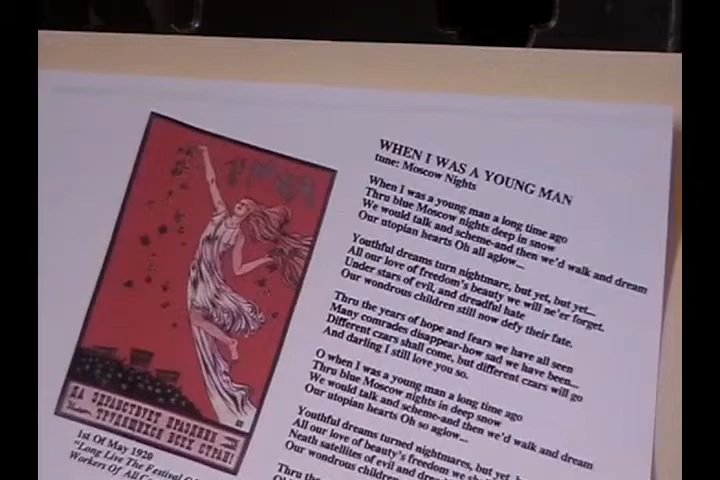 WHEN I WAS A YOUNG MAN
tune: Moscow Nights
When I was a young man a long time ago
Thru blue Moscow nights deep in snow
We would talk and scheme-and then we'd walk and dream
Our utopian hearts Oh all aglow...
Youthful dreams turn nightmare, but yet, but yet...
All our love of freedom's beauty we will ne'er forget.
Under stars of evil, and dreadful hate
Our wondrous children still now defy their fate.
Thru the years of hope and fears we have all seen
Many comrades disappear-how sad we have been...
Different czars shall come, but different czars will go
And darling I still love you so.
O when I was a young man a long time ago
Thru blue Moscow nights deep in snow
We would talk and scheme-and then we'd walk and dream
Our utopian hearts Oh so aglow...
Youthful dreams turned nightmares, but yet
All our love of beauty's freedom we
Neath satellites of evil and
Our wondrous children
Thru the
ДА ЗДРАВСТВУЕТ ПРАЗДНИК
ТРУДЯЩИХСЯ ВСЕХ СТРАН!
1st Of May 1920
"Long Live The Festival
Workers Of All